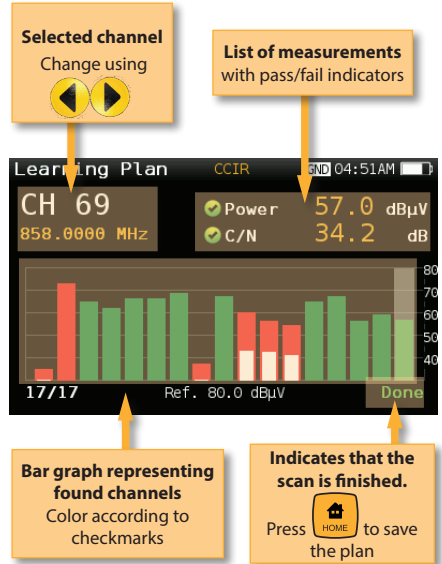 Selected channel
Change using
List of measurements
with pass/fail indicators
Learning Plan CCIR GND 04:51AM
CH 69
858.0000 MHz
Power 57.0 dBµV
C/N 34.2 dB
80
70
60
50
40
17/17 Ref. 80.0 dBµV Done
Bar graph representing
found channels
Color according to
checkmarks
Indicates that the
scan is finished.
Press HOME to save
the plan